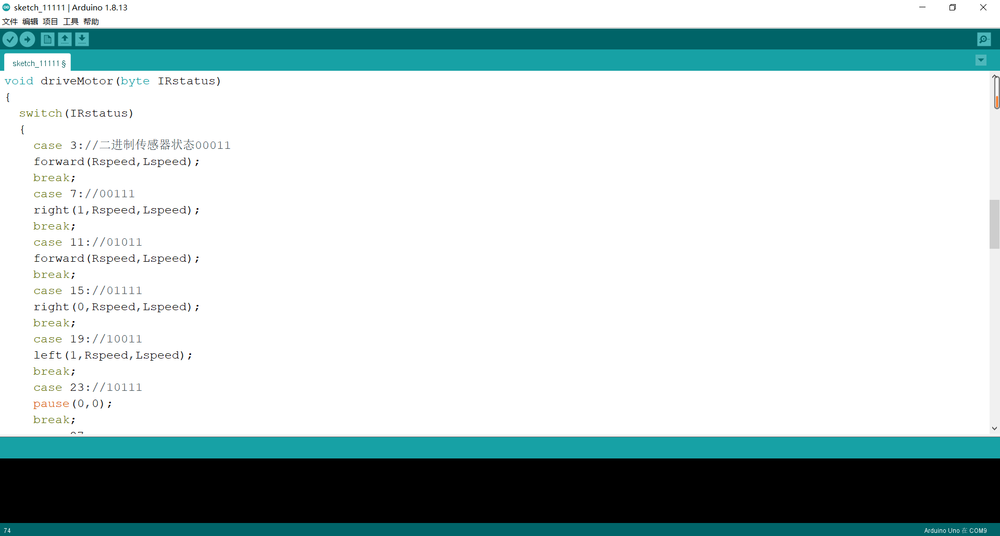 sketch_11111 | Arduino 1.8.13
文件 编辑 项目 工具 帮助
sketch_11111 §
void driveMotor(byte IRstatus)
{
switch(IRstatus)
{
case 3://二进制传感器状态00011
forward(Rspeed,Lspeed);
break;
case 7://00111
right(1,Rspeed,Lspeed);
break;
case 11://01011
forward(Rspeed,Lspeed);
break;
case 15://01111
right(0,Rspeed,Lspeed);
break;
case 19://10011
left(1,Rspeed,Lspeed);
break;
case 23://10111
pause(0,0);
break;
74
Arduino Uno 在 COM9